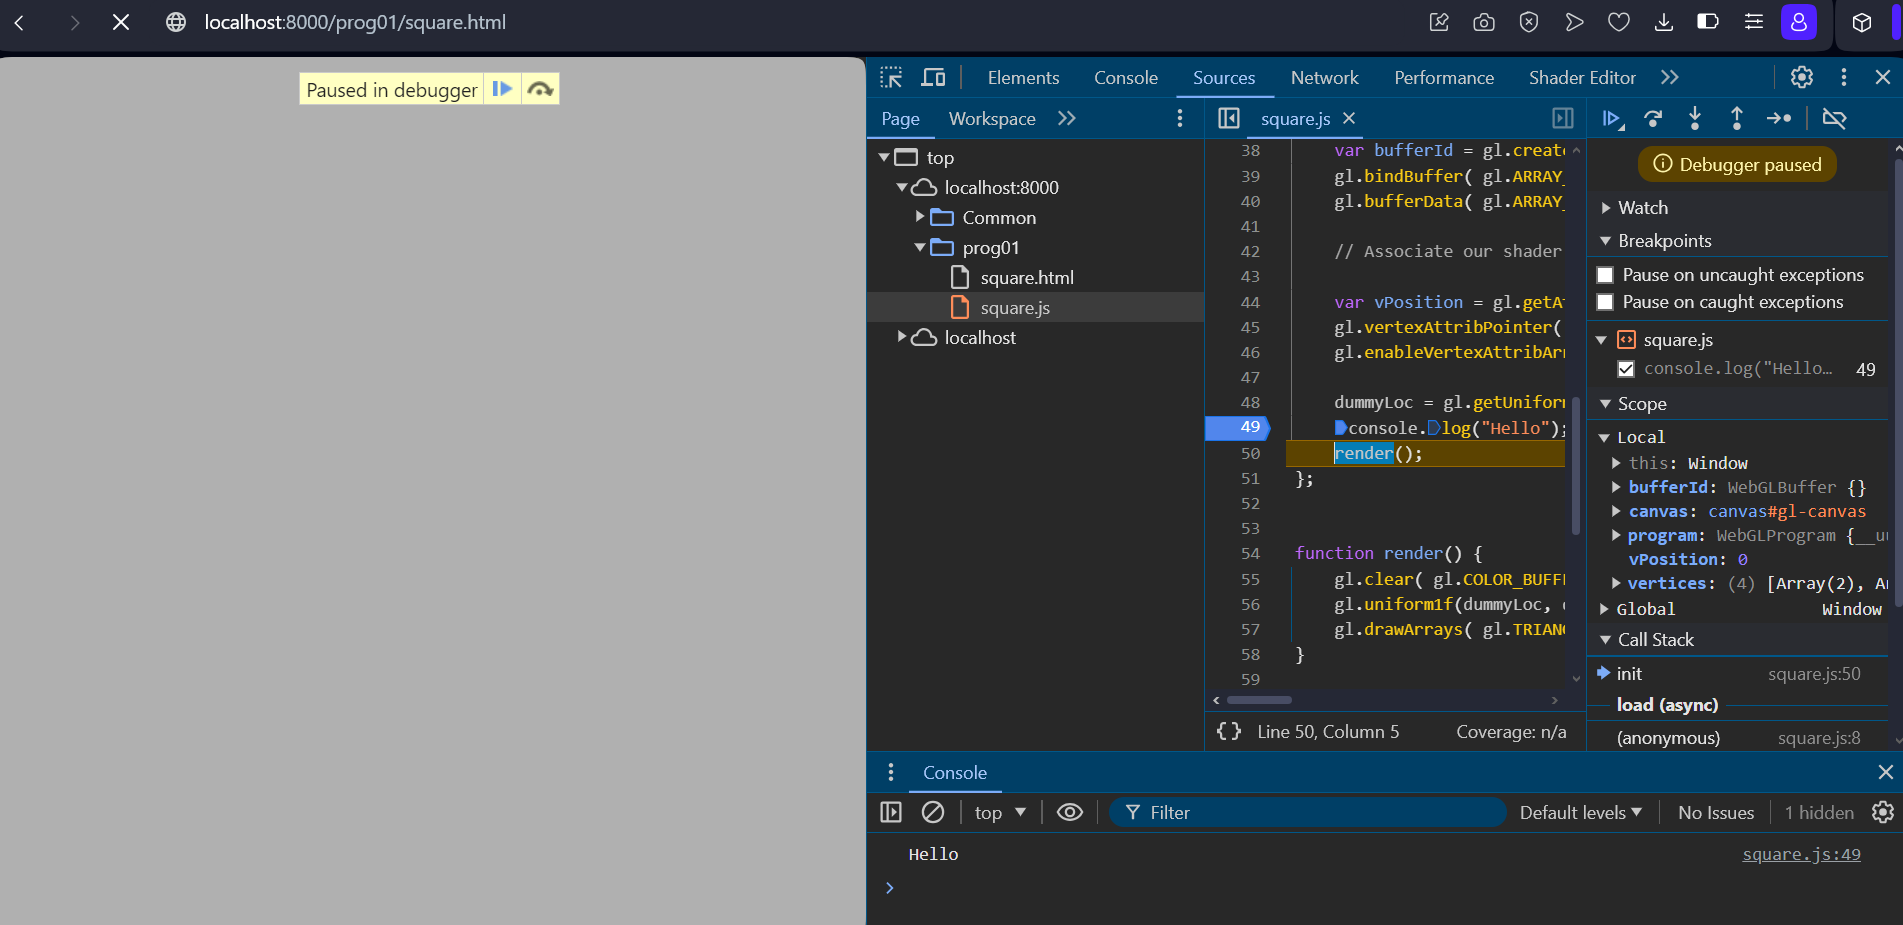 localhost:8000/prog01/square.html
Paused in debugger
Elements Console Sources Network Performance Shader Editor
Page Workspace
top
localhost:8000
Common
prog01
square.html
square.js
localhost
square.js
38 var bufferId = gl.create
39 gl.bindBuffer( gl.ARRAY_
40 gl.bufferData( gl.ARRAY_
41
42 // Associate our shader
43
44 var vPosition = gl.getA
45 gl.vertexAttribPointer(
46 gl.enableVertexAttribArr
47
48 dummyLoc = gl.getUniform
49 console.log("Hello");
50 render();
51 };
52
53
54 function render() {
55 gl.clear( gl.COLOR_BUFF
56 gl.uniform1f(dummyLoc,
57 gl.drawArrays( gl.TRIAN
58 }
59
{} Line 50, Column 5 Coverage: n/a
Debugger paused
Watch
Breakpoints
Pause on uncaught exceptions
Pause on caught exceptions
square.js
console.log("Hello… 49
Scope
Local
this: Window
bufferId: WebGLBuffer {}
canvas: canvas#gl-canvas
program: WebGLProgram {__u
vPosition: 0
vertices: (4) [Array(2), A
Global Window
Call Stack
init square.js:50
load (async)
(anonymous) square.js:8
Console
top Filter Default levels No Issues 1 hidden
Hello square.js:49